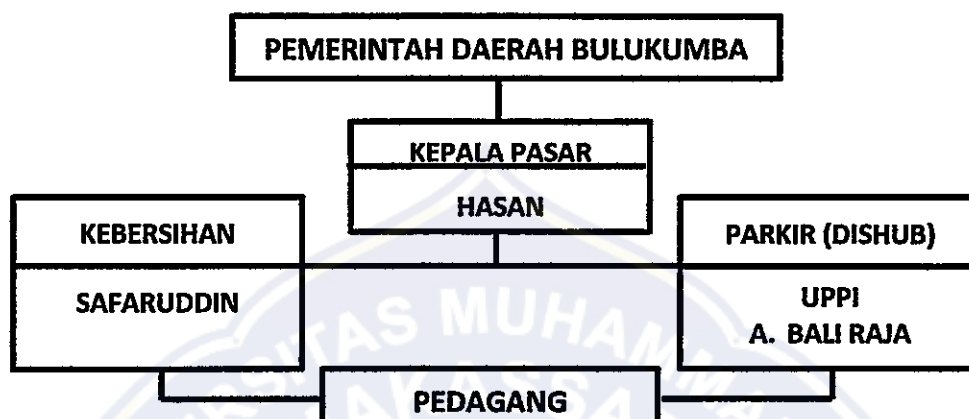 PEMERINTAH DAERAH BULUKUMBA
KEPALA PASAR
HASAN
KEBERSIHAN
SAFARUDDIN
PARKIR (DISHUB)
UPPI
A. BALI RAJA
PEDAGANG